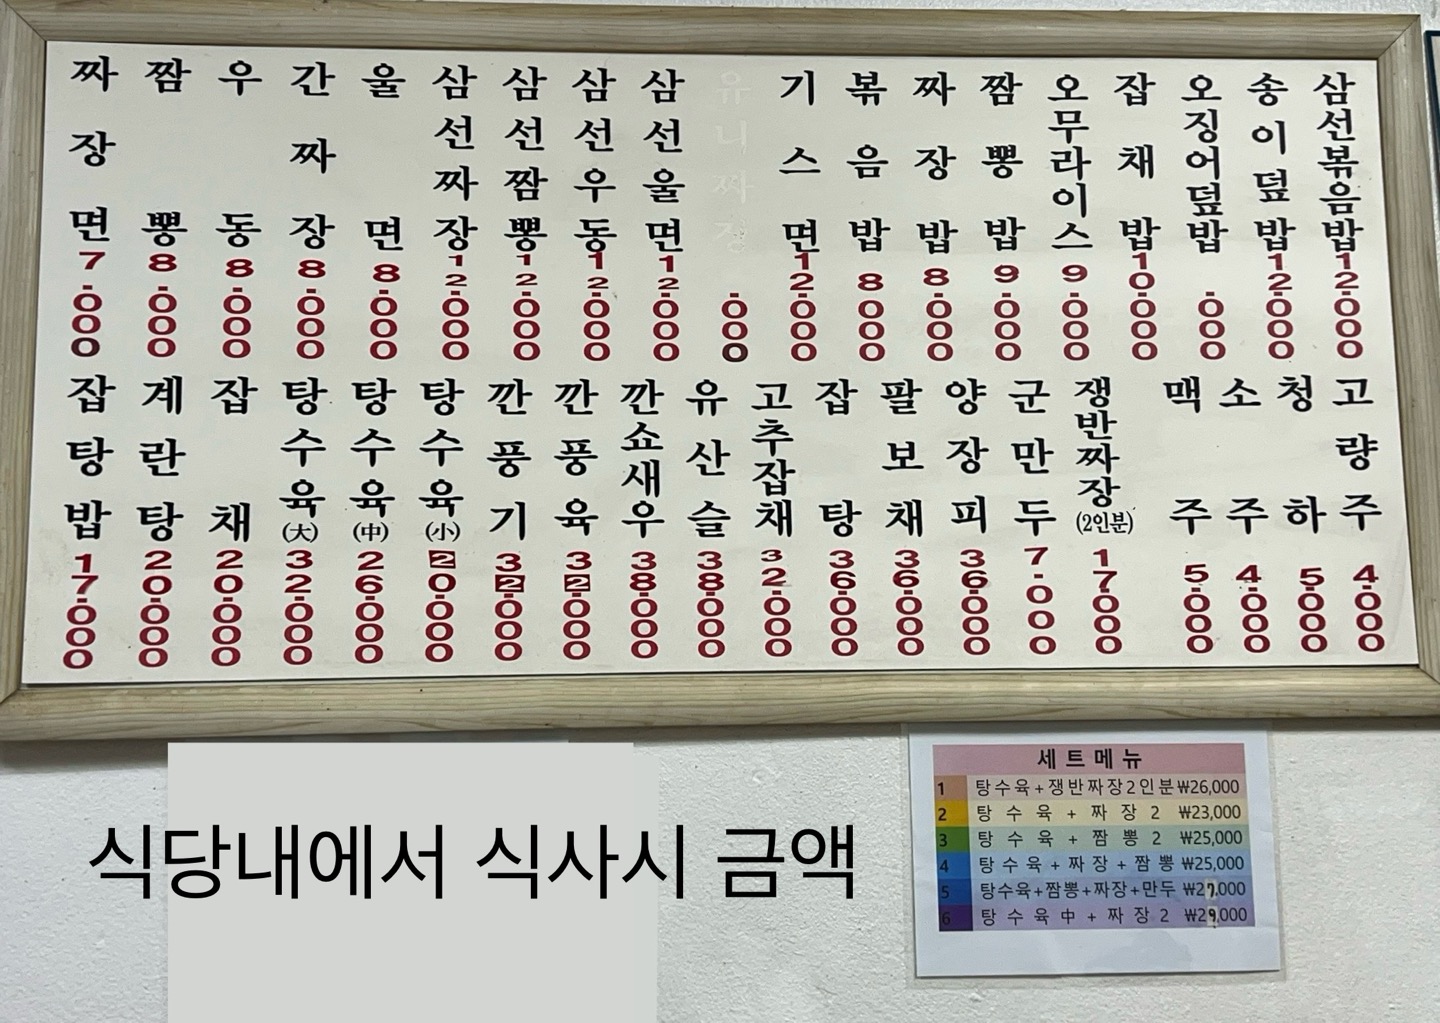 짜장면 7.000
짬뽕 8.000
우동 8.000
간짜장 8.000
울면 8.000
삼선짜장 12.000
삼선짬뽕 12.000
삼선우동 12.000
삼선울면 12.000
유니짜장 .000
기스면 12.000
볶음밥 8.000
짜장밥 8.000
짬뽕밥 9.000
오무라이스 9.000
잡채밥 10.000
오징어덮밥 .000
송이덮밥 12.000
삼선볶음밥 12.000
잡탕밥 17.000
계란탕 20.000
잡채 20.000
탕수육(大) 32.000
탕수육(中) 26.000
탕수육(小) 20.000
깐풍기 32.000
깐풍육 32.000
깐쇼새우 38.000
유산슬 38.000
고추잡채 32.000
잡탕 36.000
팔보채 36.000
양장피 36.000
군만두 7.000
쟁반짜장(2인분) 17.000
맥주 5.000
소주 4.000
청하 5.000
고량주 4.000
식당내에서 식사시 금액
세트메뉴
1 탕수육+쟁반짜장2인분 ₩26,000
2 탕수육+짜장2 ₩23,000
3 탕수육+짬뽕2 ₩25,000
4 탕수육+짜장+짬뽕 ₩25,000
5 탕수육+짬뽕+짜장+만두 ₩27,000
6 탕수육中+짜장2 ₩29,000